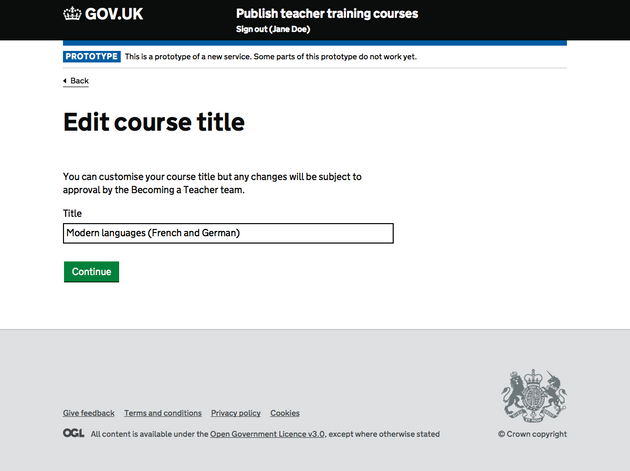 GOV.UK
Publish teacher training courses
Sign out (Jane Doe)
PROTOTYPE This is a prototype of a new service. Some parts of this prototype do not work yet.
Back
Edit course title
You can customise your course title but any changes will be subject to
approval by the Becoming a Teacher team.
Title
Modern languages (French and German)
Continue
Give feedback Terms and conditions Privacy policy Cookies
OGL All content is available under the Open Government Licence v3.0, except where otherwise stated
© Crown copyright